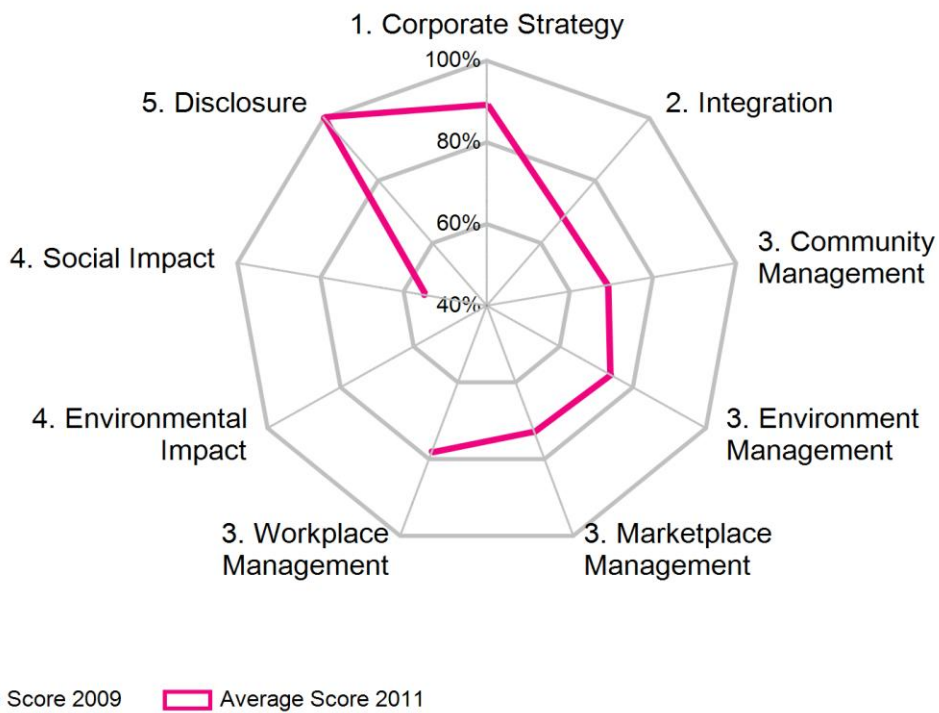 1. Corporate Strategy
100%
5. Disclosure
2. Integration
80%
60%
4. Social Impact
3. Community
Management
40%
4. Environmental
Impact
3. Environment
Management
3. Workplace
Management
3. Marketplace
Management
Score 2009
Average Score 2011